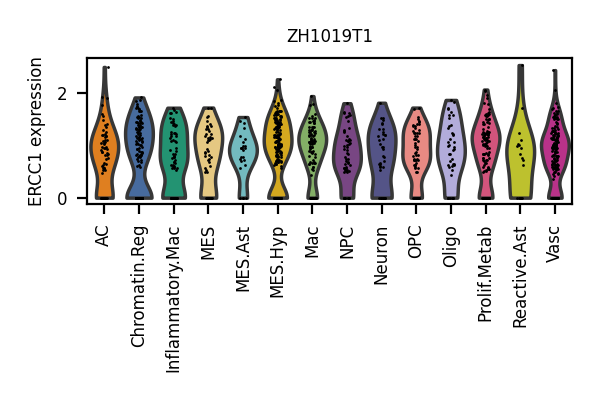 ZH1019T1
ERCC1 expression
2
0
AC
Chromatin.Reg
Inflammatory.Mac
MES
MES.Ast
MES.Hyp
Mac
NPC
Neuron
OPC
Oligo
Prolif.Metab
Reactive.Ast
Vasc